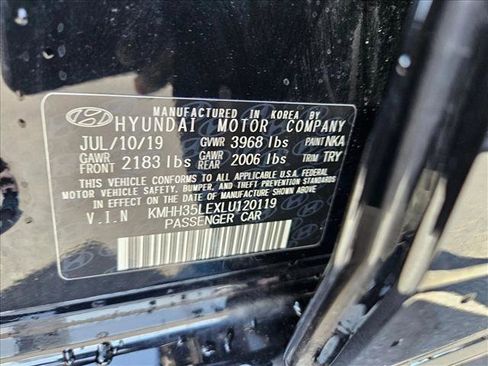 MANUFACTURED IN KOREA BY
HYUNDAI MOTOR COMPANY
JUL/10/19 GVWR 3968 lbs PAINT NKA
GAWR FRONT 2183 lbs GAWR REAR 2006 lbs TRIM TRY
THIS VEHICLE CONFORMS TO ALL APPLICABLE U.S.A FEDERAL
MOTOR VEHICLE SAFETY, BUMPER, AND THEFT PREVENTION STANDARDS
IN EFFECT ON THE DATE OF MANUFACTURE SHOWN ABOVE.
V.I.N KMHH35LEXLU120119
PASSENGER CAR